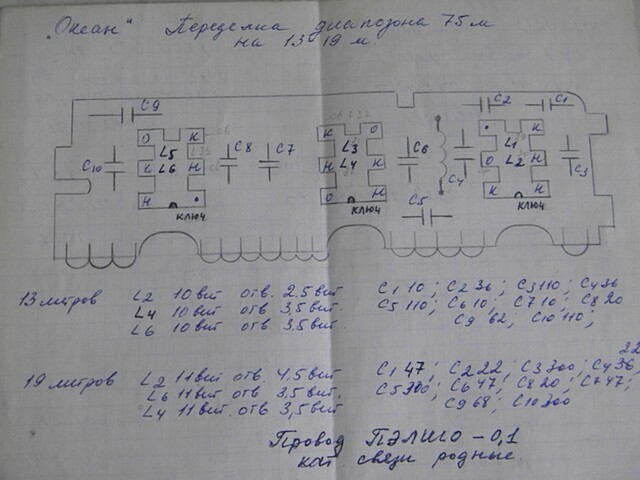 „Океан" Переделка диапозона 75м
на 13 19 м.
C9 C2 C1
О К К О • К
L5 C8 C7 L3 C6 L1
C10 К L6 Н К L4 Н C4 О L2 Н C3
C5
Н • О Н К К
ключ ключ ключ
13 метров L2 10 вит отв. 2.5 вит C1 10; C2 36; C3 110; C4 36
L4 10 вит отв 3,5 вит. C5 110; C6 10; C7 10; C8 20
L6 10 вит отв 3,5 вит. C9 62; C10 110;
22
19 метров L2 11 вит отв. 4,5 вит C1 47; C2 22; C3 300; C4 36,
L6 11 вит отв 3,5 вит. C5 300; C6 47; C8 20; C7 47;
L4 11 вит. отв 3,5 вит C9 68; C10 300
Провод ПЭЛШО-0,1
кат. связи родные.